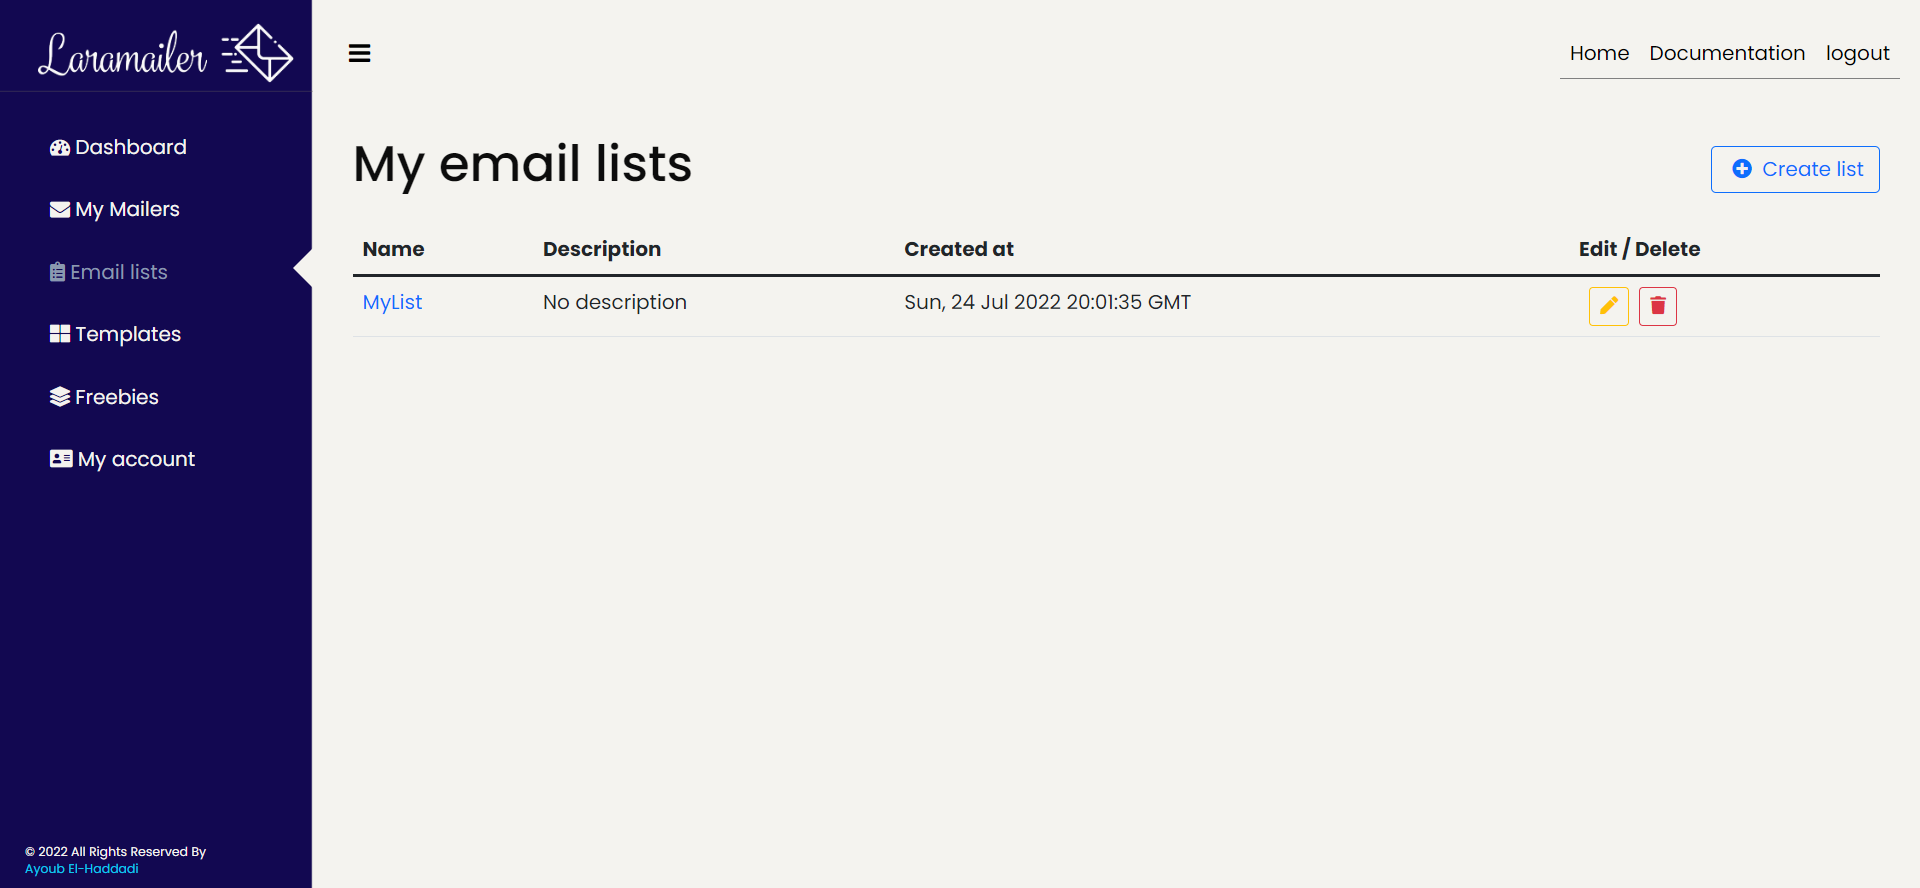 Laramailer
Home Documentation logout
Dashboard
My Mailers
Email lists
Templates
Freebies
My account
My email lists
Create list
Name Description Created at Edit / Delete
MyList No description Sun, 24 Jul 2022 20:01:35 GMT
© 2022 All Rights Reserved By
Ayoub El-Haddadi